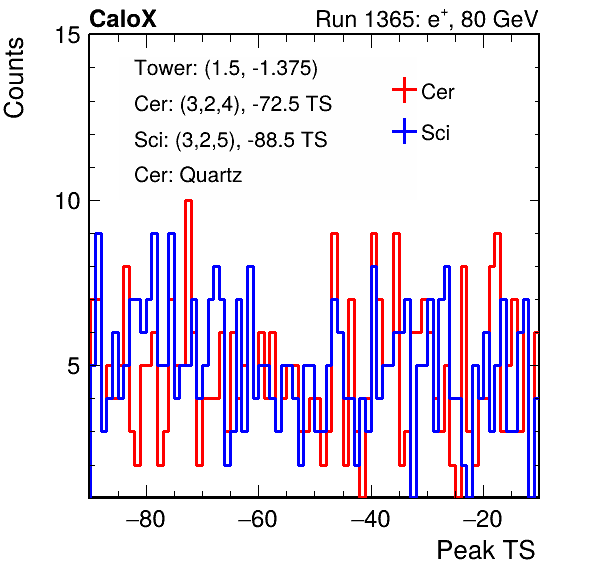 CaloX Run 1365: e⁺, 80 GeV
Counts
15
Tower: (1.5, -1.375)
Cer: (3,2,4), -72.5 TS
Sci: (3,2,5), -88.5 TS
Cer: Quartz
Cer
Sci
10
5
−80 −60 −40 −20
Peak TS